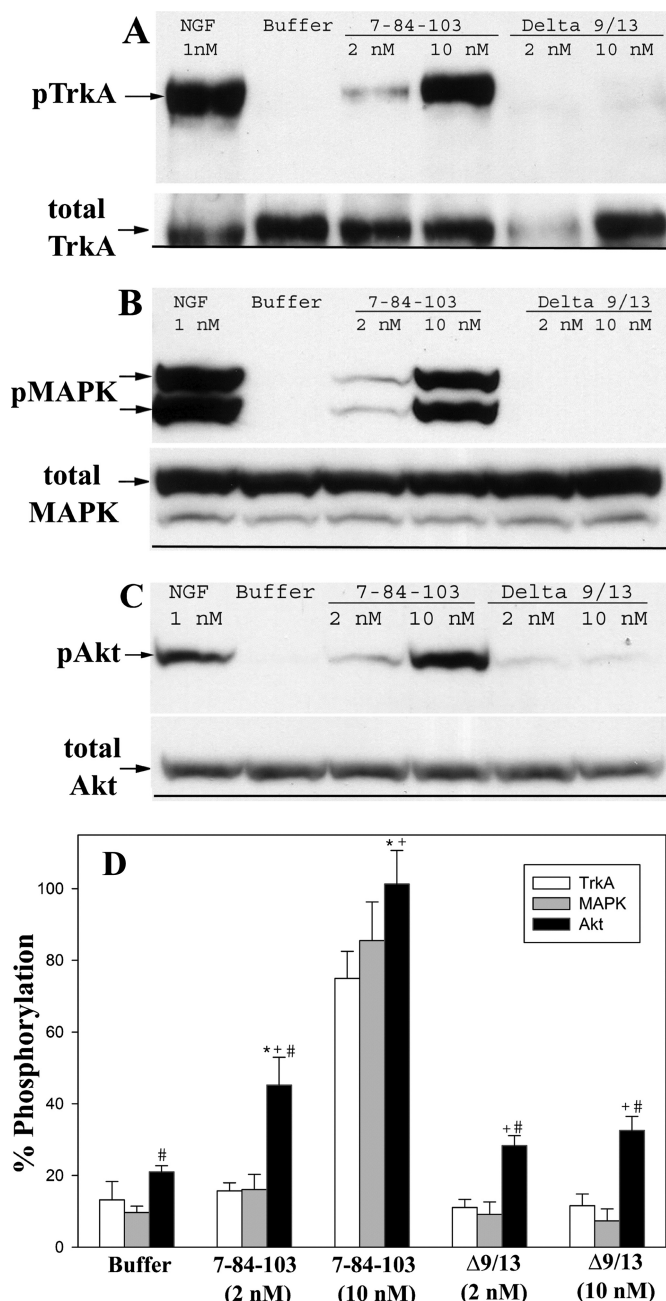 A
NGF Buffer 7-84-103 Delta 9/13
1nM 2 nM 10 nM 2 nM 10 nM
pTrkA
total
TrkA
B
NGF Buffer 7-84-103 Delta 9/13
1 nM 2 nM 10 nM 2 nM 10 nM
pMAPK
total
MAPK
C
NGF Buffer 7-84-103 Delta 9/13
1 nM 2 nM 10 nM 2 nM 10 nM
pAkt
total
Akt
D
TrkA
MAPK
Akt
% Phosphorylation
100
80
60
40
20
0
#
*+#
*+
+#
+#
Buffer 7-84-103 7-84-103 Δ9/13 Δ9/13
(2 nM) (10 nM) (2 nM) (10 nM)